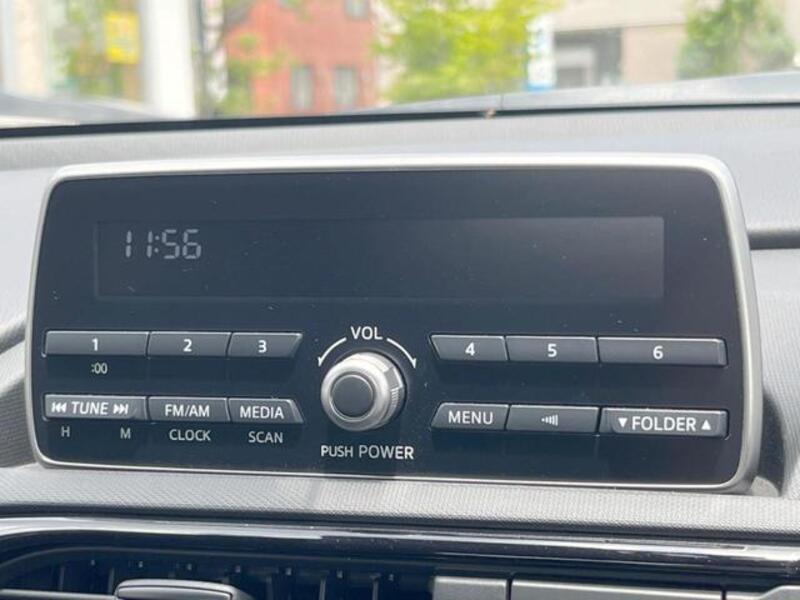 11:56
VOL
1 2 3 4 5 6
:00
⏮ TUNE ⏭ FM/AM MEDIA MENU ▼ FOLDER ▲
H M CLOCK SCAN
PUSH POWER